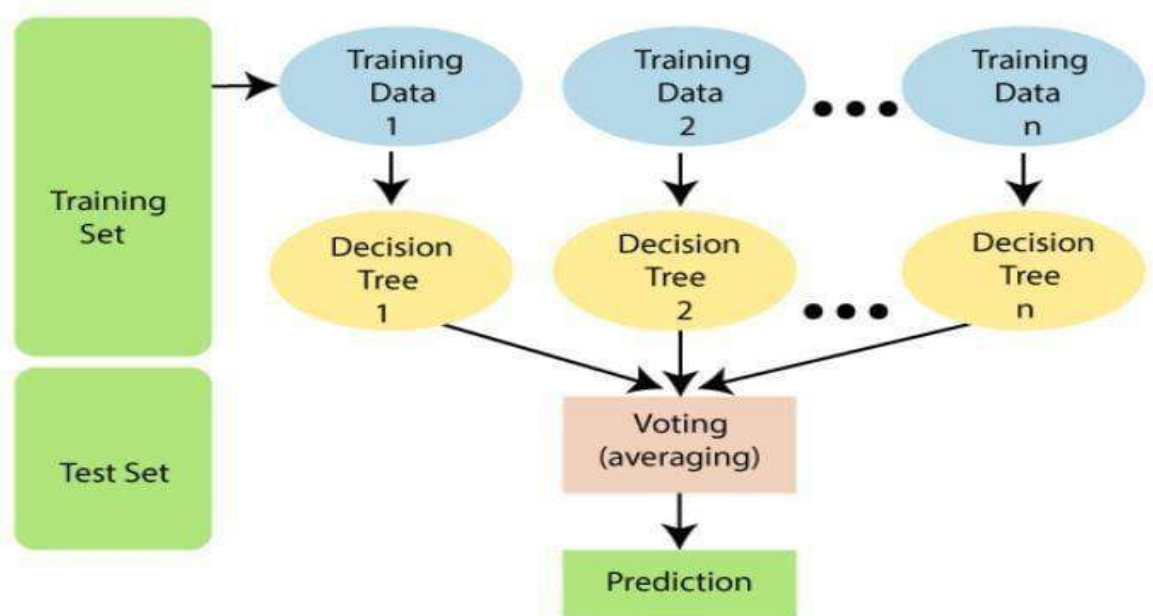 Training
Set
Test Set
Training
Data
1
Training
Data
2
Training
Data
n
Decision
Tree
1
Decision
Tree
2
Decision
Tree
n
Voting
(averaging)
Prediction